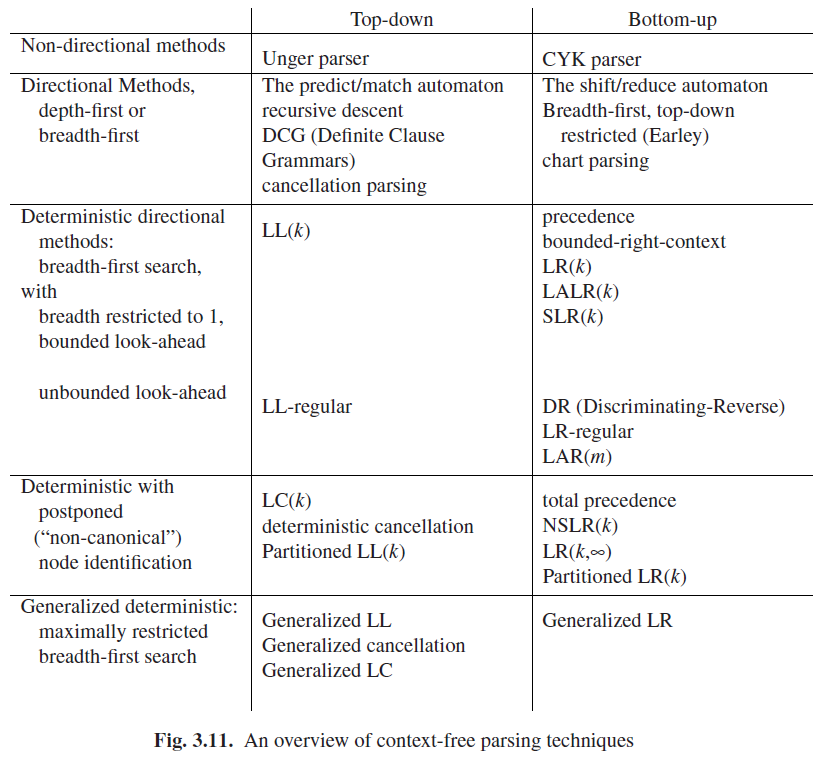 Top-down
Bottom-up
Non-directional methods
Unger parser
CYK parser
Directional Methods,
depth-first or
breadth-first
The predict/match automaton
recursive descent
DCG (Definite Clause
Grammars)
cancellation parsing
The shift/reduce automaton
Breadth-first, top-down
restricted (Earley)
chart parsing
Deterministic directional
methods:
breadth-first search,
with
breadth restricted to 1,
bounded look-ahead
LL(k)
precedence
bounded-right-context
LR(k)
LALR(k)
SLR(k)
unbounded look-ahead
LL-regular
DR (Discriminating-Reverse)
LR-regular
LAR(m)
Deterministic with
postponed
(“non-canonical”)
node identification
LC(k)
deterministic cancellation
Partitioned LL(k)
total precedence
NSLR(k)
LR(k,∞)
Partitioned LR(k)
Generalized deterministic:
maximally restricted
breadth-first search
Generalized LL
Generalized cancellation
Generalized LC
Generalized LR
Fig. 3.11. An overview of context-free parsing techniques